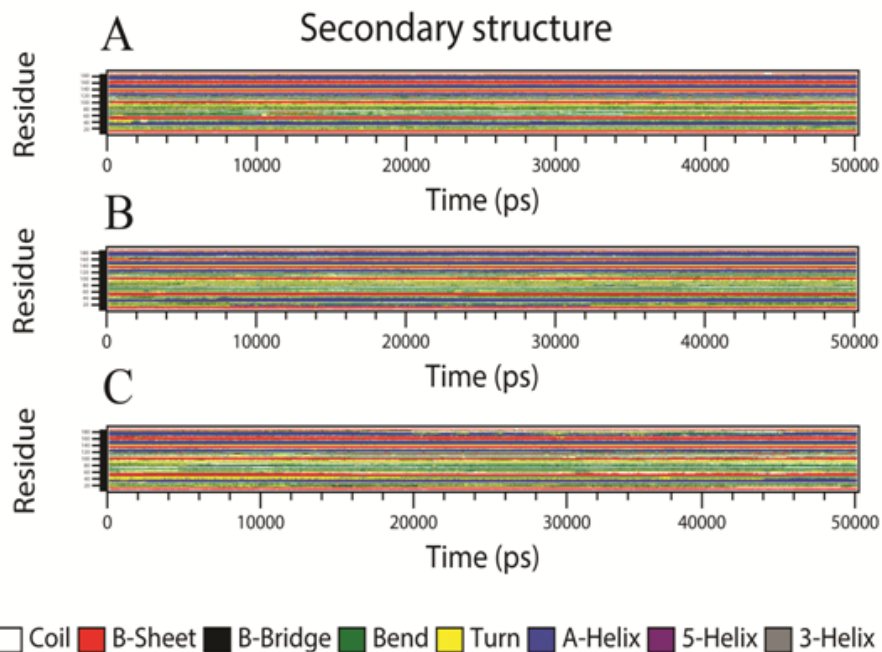 A
Secondary structure
Residue
0 10000 20000 30000 40000 50000
Time (ps)
B
0 10000 20000 30000 40000 50000
Time (ps)
C
Residue
0 10000 20000 30000 40000 50000
Time (ps)
Coil B-Sheet B-Bridge Bend Turn A-Helix 5-Helix 3-Helix